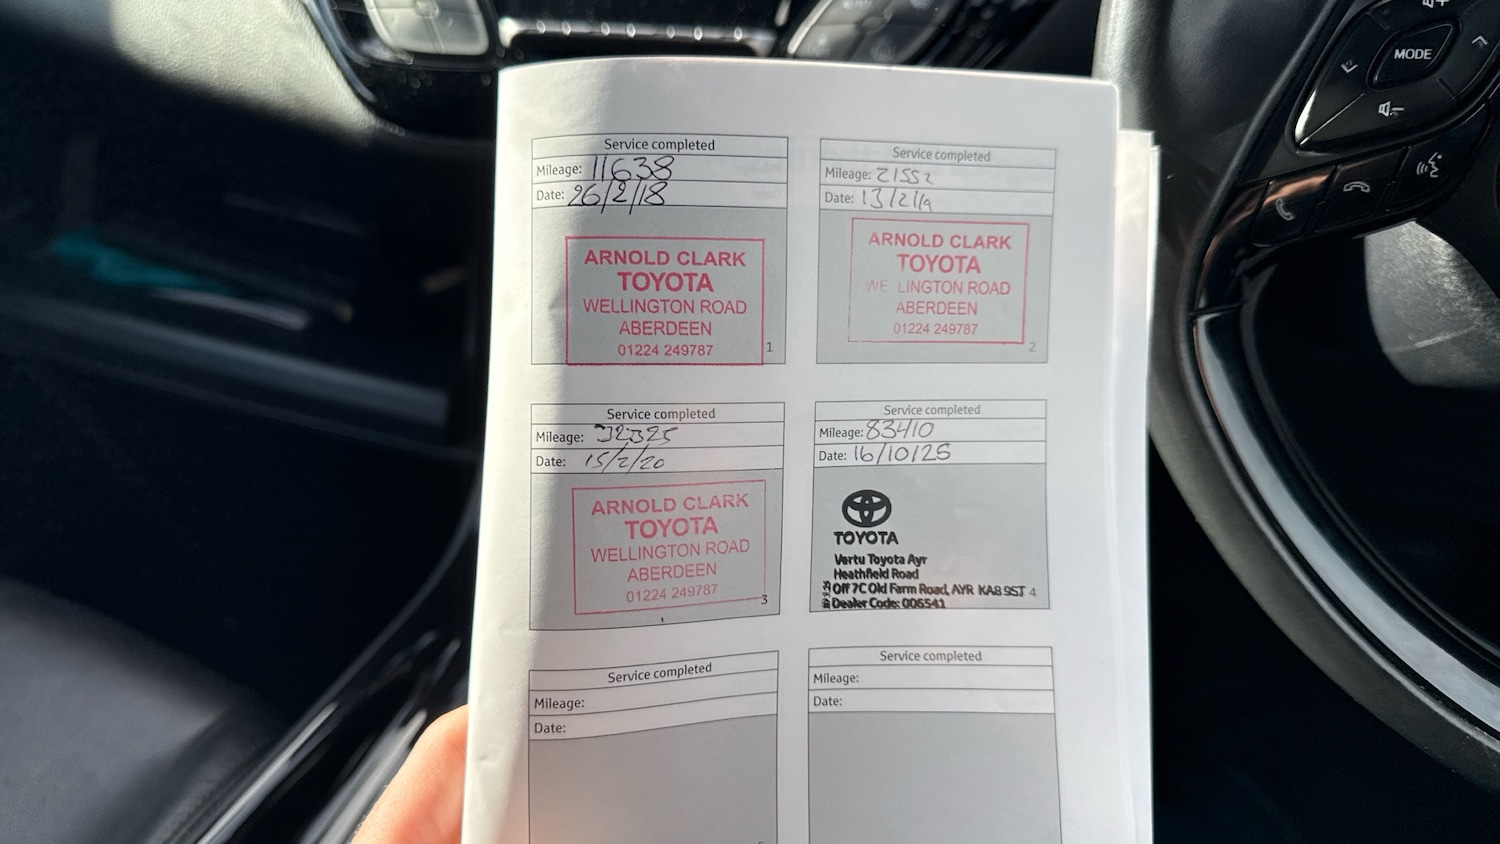 MODE
Service completed
Mileage: 11638
Date: 26/2/18
ARNOLD CLARK
TOYOTA
WELLINGTON ROAD
ABERDEEN
01224 249787
1
Service completed
Mileage: 21552
Date: 13/2/19
ARNOLD CLARK
TOYOTA
WE LINGTON ROAD
ABERDEEN
01224 249787
2
Service completed
Mileage: 32325
Date: 15/2/20
ARNOLD CLARK
TOYOTA
WELLINGTON ROAD
ABERDEEN
01224 249787
3
Service completed
Mileage: 83410
Date: 16/10/25
TOYOTA
Vertu Toyota Ayr
Heathfield Road
Off 7C Old Farm Road, AYR KA8 9ST 4
Dealer Code: 006541
Service completed
Mileage:
Date:
Service completed
Mileage:
Date: